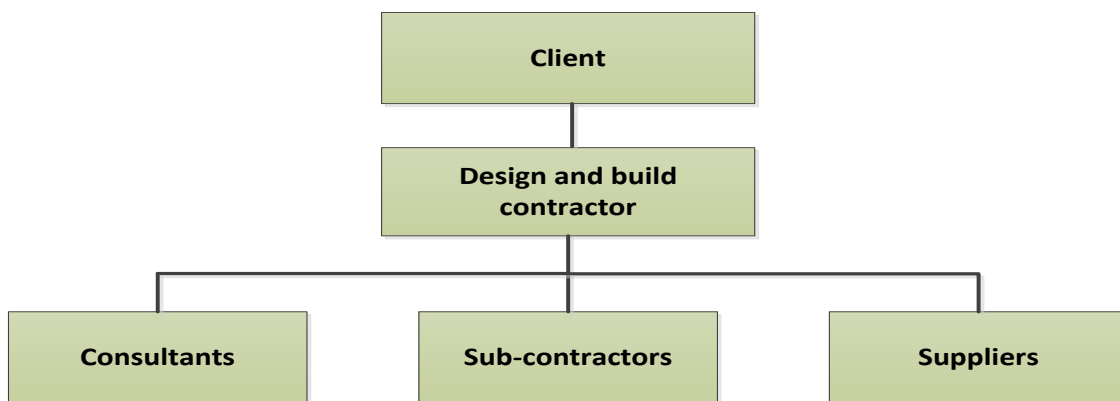 Client
Design and build
contractor
Consultants
Sub-contractors
Suppliers